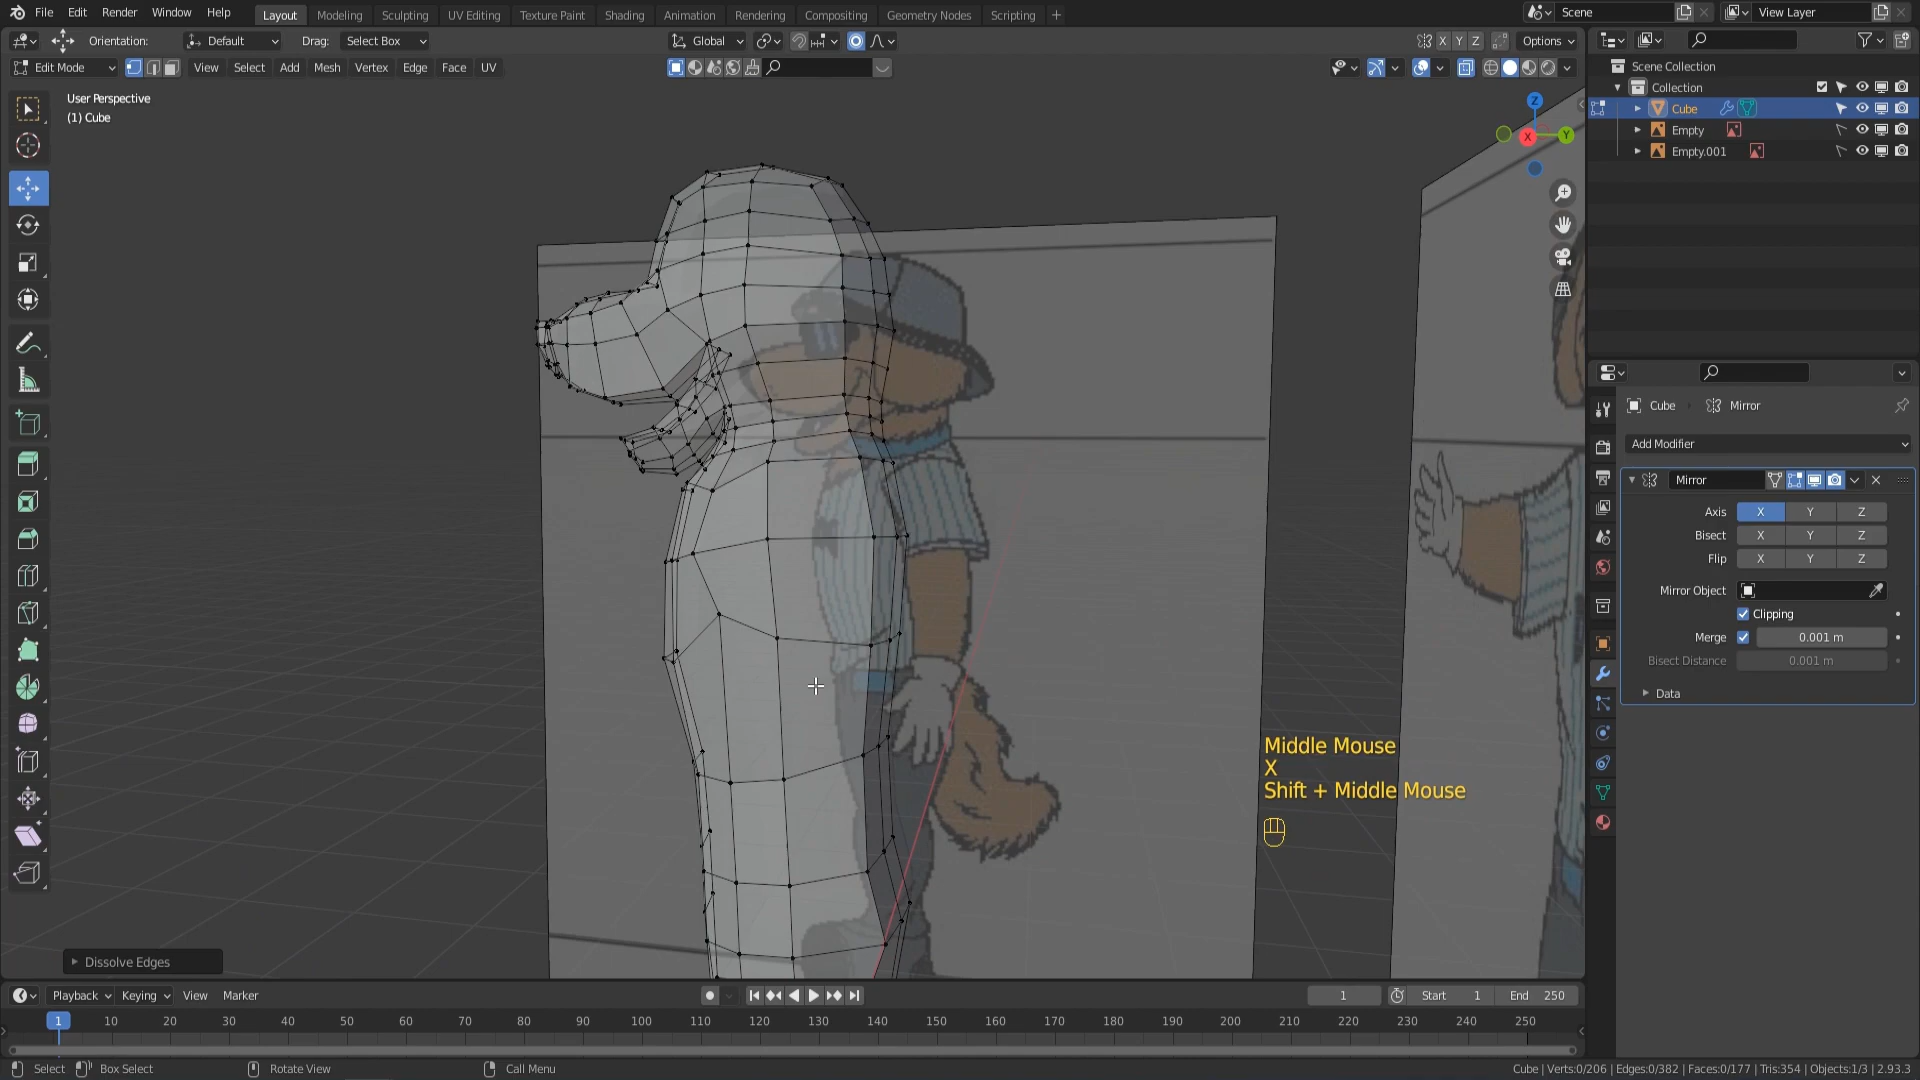 File Edit Render Window Help Layout Modeling Sculpting UV Editing Texture Paint Shading Animation Rendering Compositing Geometry Nodes Scripting + Scene View Layer
Orientation: Default Drag: Select Box Global X Y Z Options
Edit Mode View Select Add Mesh Vertex Edge Face UV
User Perspective
(1) Cube
Z
X
Y
Scene Collection
Collection
Cube
Empty
Empty.001
Cube Mirror
Add Modifier
Mirror
Axis X Y Z
Bisect X Y Z
Flip X Y Z
Mirror Object
Clipping
Merge 0.001 m
Bisect Distance 0.001 m
Data
Middle Mouse
X
Shift + Middle Mouse
Dissolve Edges
Playback Keying View Marker 1 Start 1 End 250
1 10 20 30 40 50 60 70 80 90 100 110 120 130 140 150 160 170 180 190 200 210 220 230 240 250
Select Box Select Rotate View Call Menu Cube | Verts:0/206 | Edges:0/382 | Faces:0/177 | Tris:354 | Objects:1/3 | 2.93.3